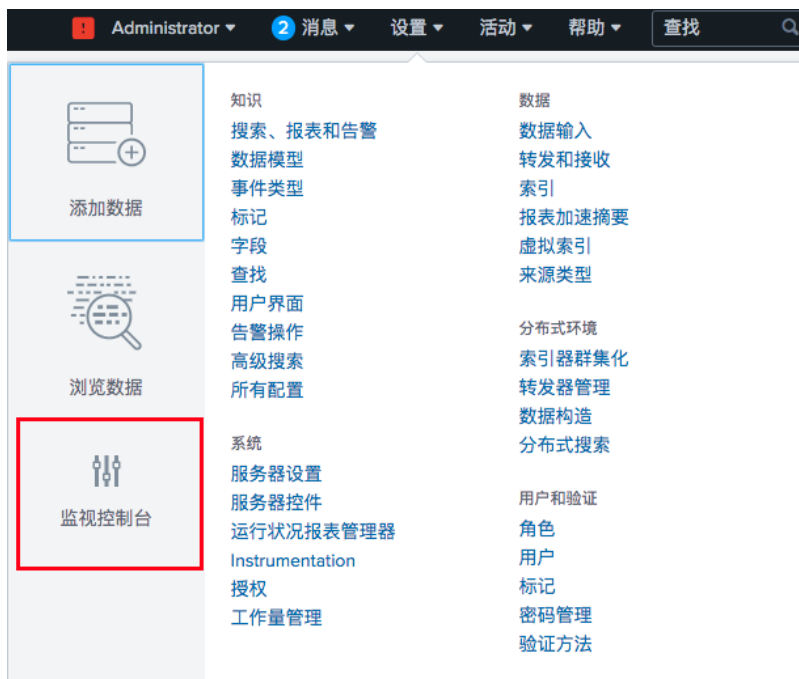 ! Administrator 2 消息 设置 活动 帮助 查找
添加数据
浏览数据
监视控制台
知识
搜索、报表和告警
数据模型
事件类型
标记
字段
查找
用户界面
告警操作
高级搜索
所有配置
系统
服务器设置
服务器控件
运行状况报表管理器
Instrumentation
授权
工作量管理
数据
数据输入
转发和接收
索引
报表加速摘要
虚拟索引
来源类型
分布式环境
索引器群集化
转发器管理
数据构造
分布式搜索
用户和验证
角色
用户
标记
密码管理
验证方法